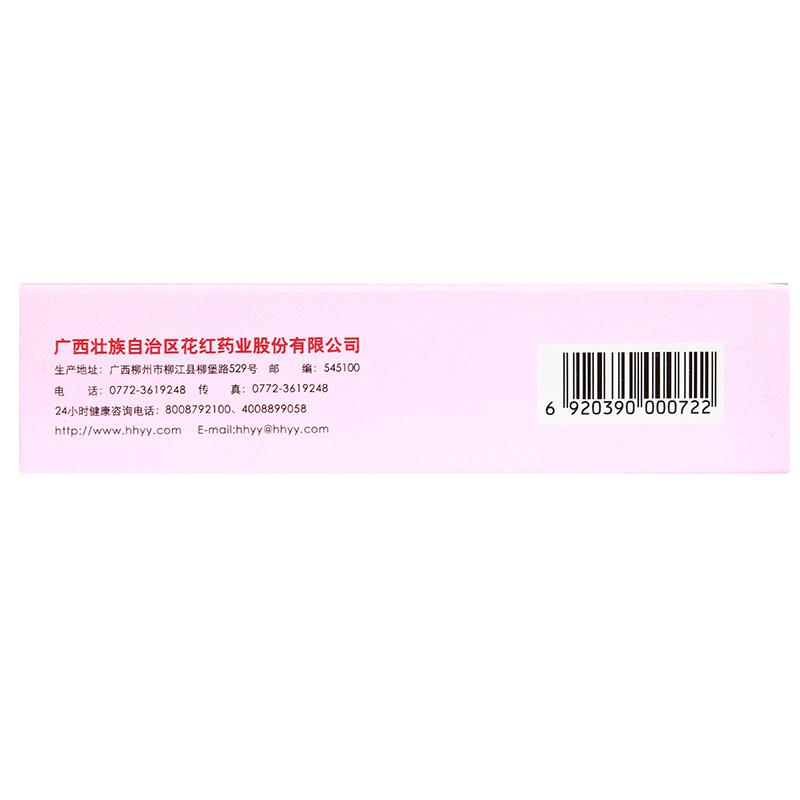 广西壮族自治区花红药业股份有限公司
生产地址：广西柳州市柳江县柳堡路529号 邮 编：545100
电 话：0772-3619248 传 真：0772-3619248
24小时健康咨询电话：8008792100、4008899058
http://www.hhyy.com E-mail:hhyy@hhyy.com
6 920390 000722